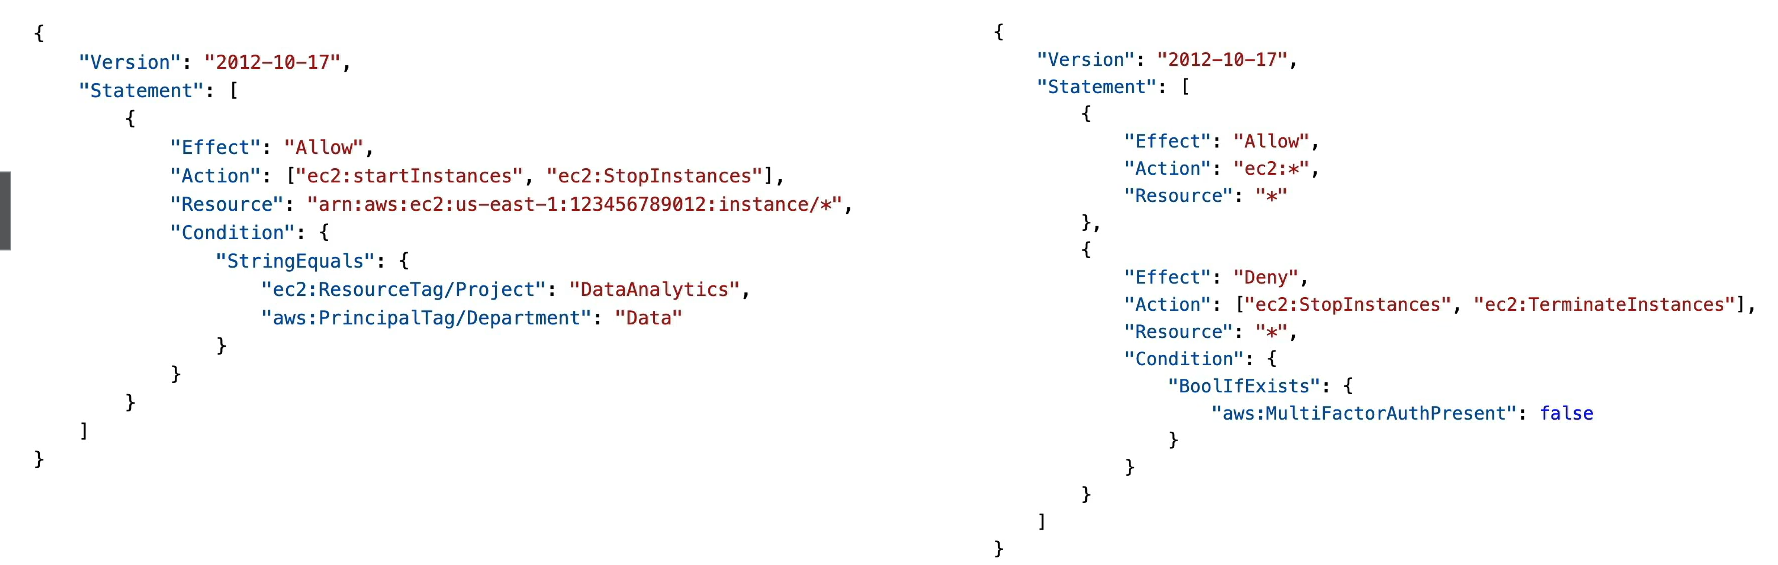 {
    "Version": "2012-10-17",
    "Statement": [
        {
            "Effect": "Allow",
            "Action": ["ec2:startInstances", "ec2:StopInstances"],
            "Resource": "arn:aws:ec2:us-east-1:123456789012:instance/*",
            "Condition": {
                "StringEquals": {
                    "ec2:ResourceTag/Project": "DataAnalytics",
                    "aws:PrincipalTag/Department": "Data"
                }
            }
        }
    ]
}
{
    "Version": "2012-10-17",
    "Statement": [
        {
            "Effect": "Allow",
            "Action": "ec2:*",
            "Resource": "*"
        },
        {
            "Effect": "Deny",
            "Action": ["ec2:StopInstances", "ec2:TerminateInstances"],
            "Resource": "*",
            "Condition": {
                "BoolIfExists": {
                    "aws:MultiFactorAuthPresent": false
                }
            }
        }
    ]
}